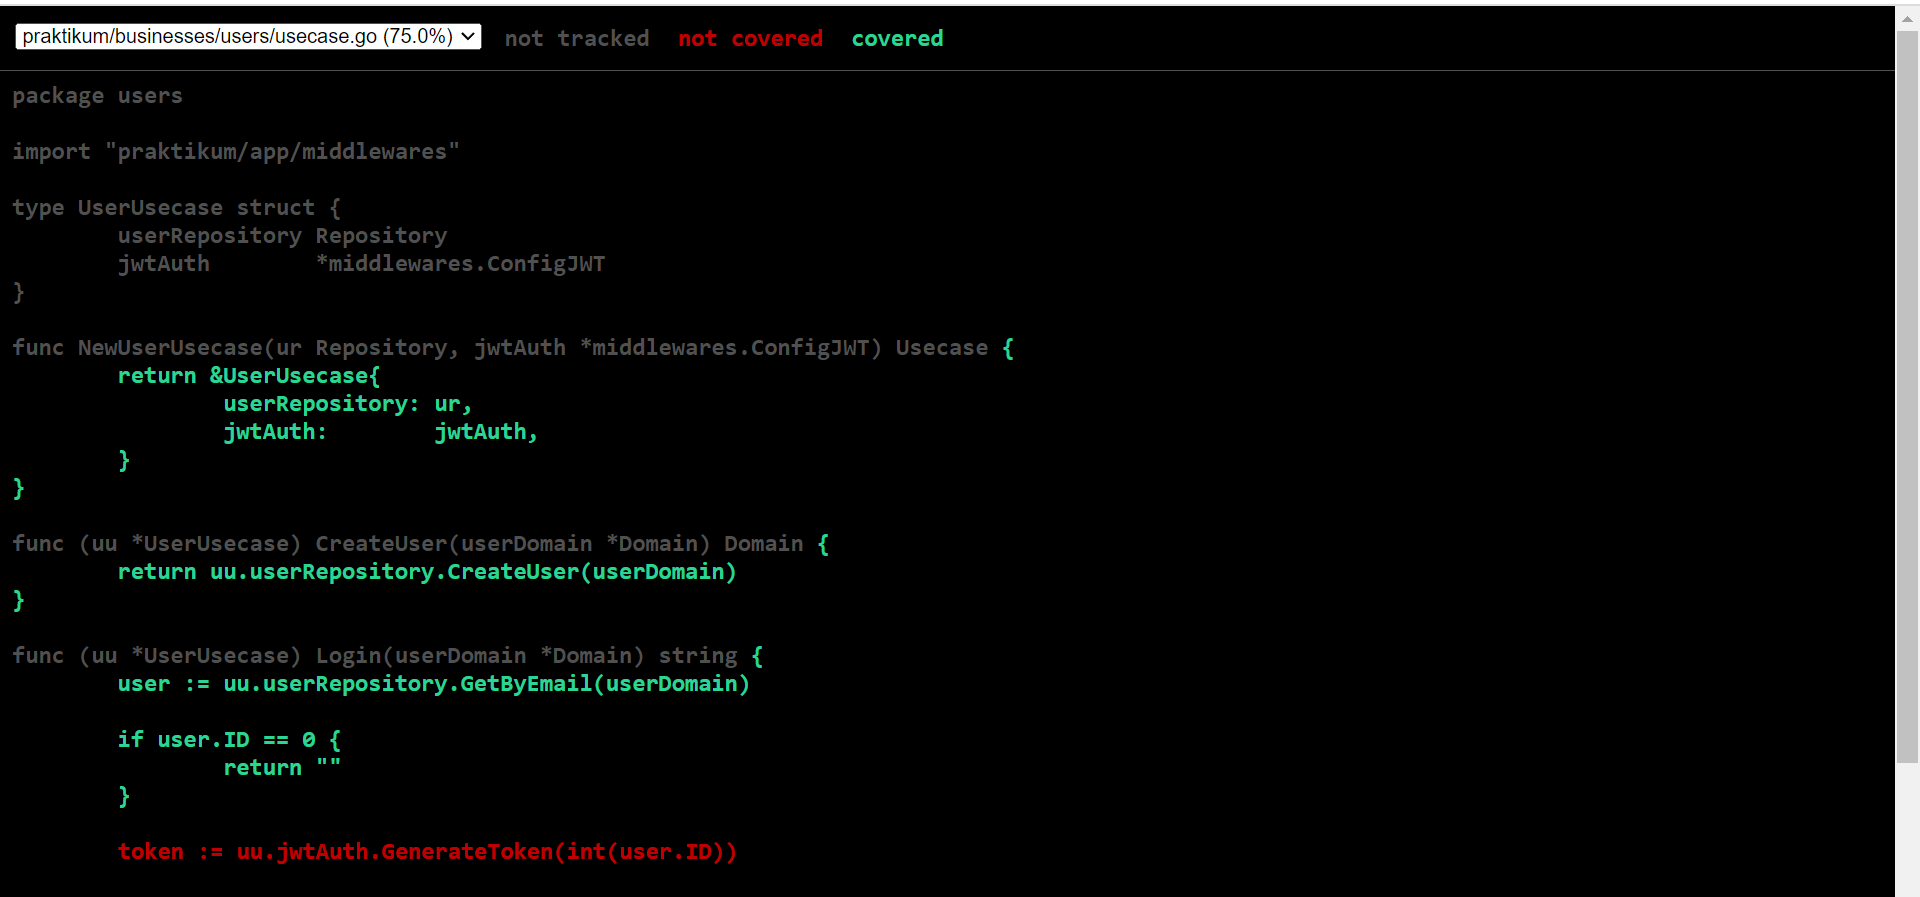 praktikum/businesses/users/usecase.go (75.0%) not tracked not covered covered
package users
import "praktikum/app/middlewares"
type UserUsecase struct {
        userRepository Repository
        jwtAuth        *middlewares.ConfigJWT
}
func NewUserUsecase(ur Repository, jwtAuth *middlewares.ConfigJWT) Usecase {
        return &UserUsecase{
                userRepository: ur,
                jwtAuth:        jwtAuth,
        }
}
func (uu *UserUsecase) CreateUser(userDomain *Domain) Domain {
        return uu.userRepository.CreateUser(userDomain)
}
func (uu *UserUsecase) Login(userDomain *Domain) string {
        user := uu.userRepository.GetByEmail(userDomain)
        if user.ID == 0 {
                return ""
        }
        token := uu.jwtAuth.GenerateToken(int(user.ID))